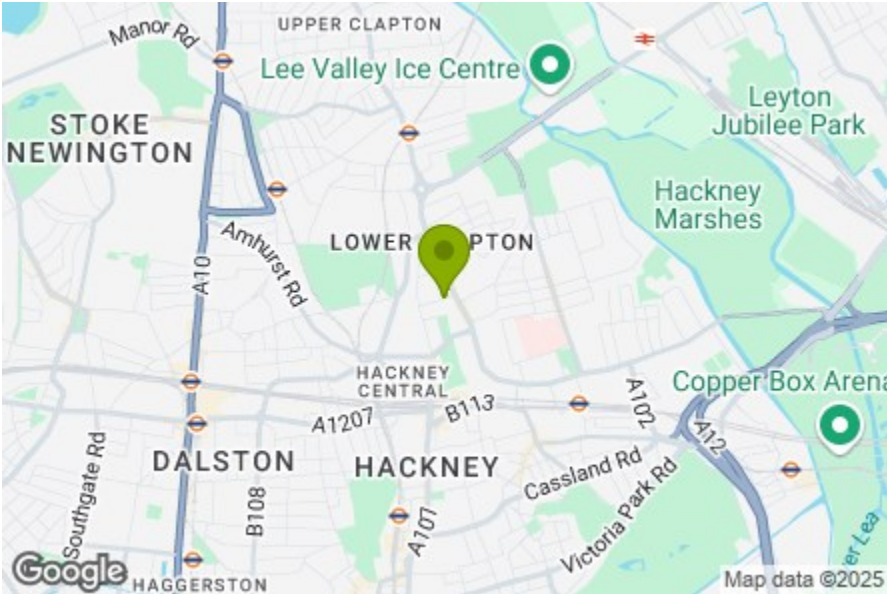 Manor Rd
UPPER CLAPTON
Lee Valley Ice Centre
Leyton
Jubilee Park
STOKE
NEWINGTON
Hackney
Marshes
LOWER PTON
Amhurst Rd
A10
HACKNEY
CENTRAL
Copper Box Arena
A102
B113
A1207
A12
DALSTON
HACKNEY
Cassland Rd
Southgate Rd
B108
A107
Victoria Park Rd
Lea
Google
HAGGERSTON
Map data ©2025